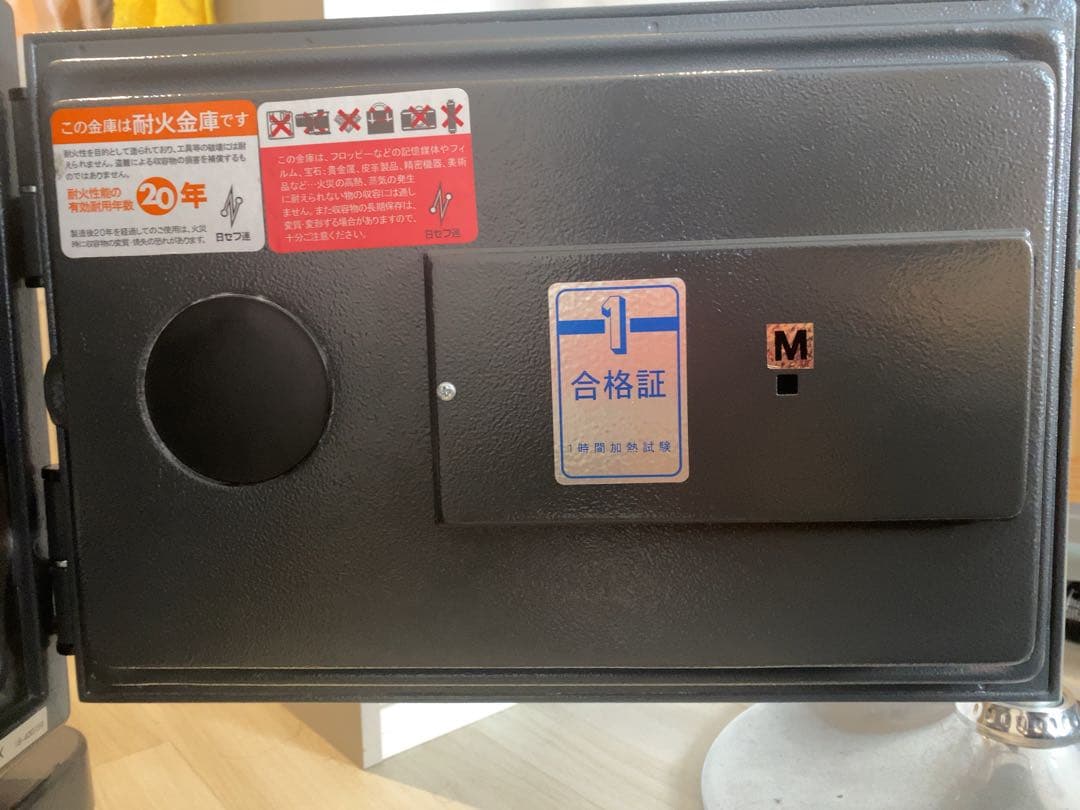 この金庫は耐火金庫です
耐火性を目的として造られており、工具等の破壊には耐
えられません。盗難による収容物の損害を補償するも
のではありません。
耐火性能の
有効耐用年数
20年
日セフ連
製造後20年を経過してのご使用は、火災
時に収容物の変質・焼失の恐れがあります。
この金庫は、フロッピーなどの記憶媒体やフィ
ルム、宝石、貴金属、皮革製品、精密機器、美術
品など…火災の高熱、蒸気の発生
に耐えられない物の収容には適し
ません。また収容物の長期保存は、
変質・変形する場合がありますので、
十分ご注意ください。
日セフ連
1
合格証
1時間加熱試験
M